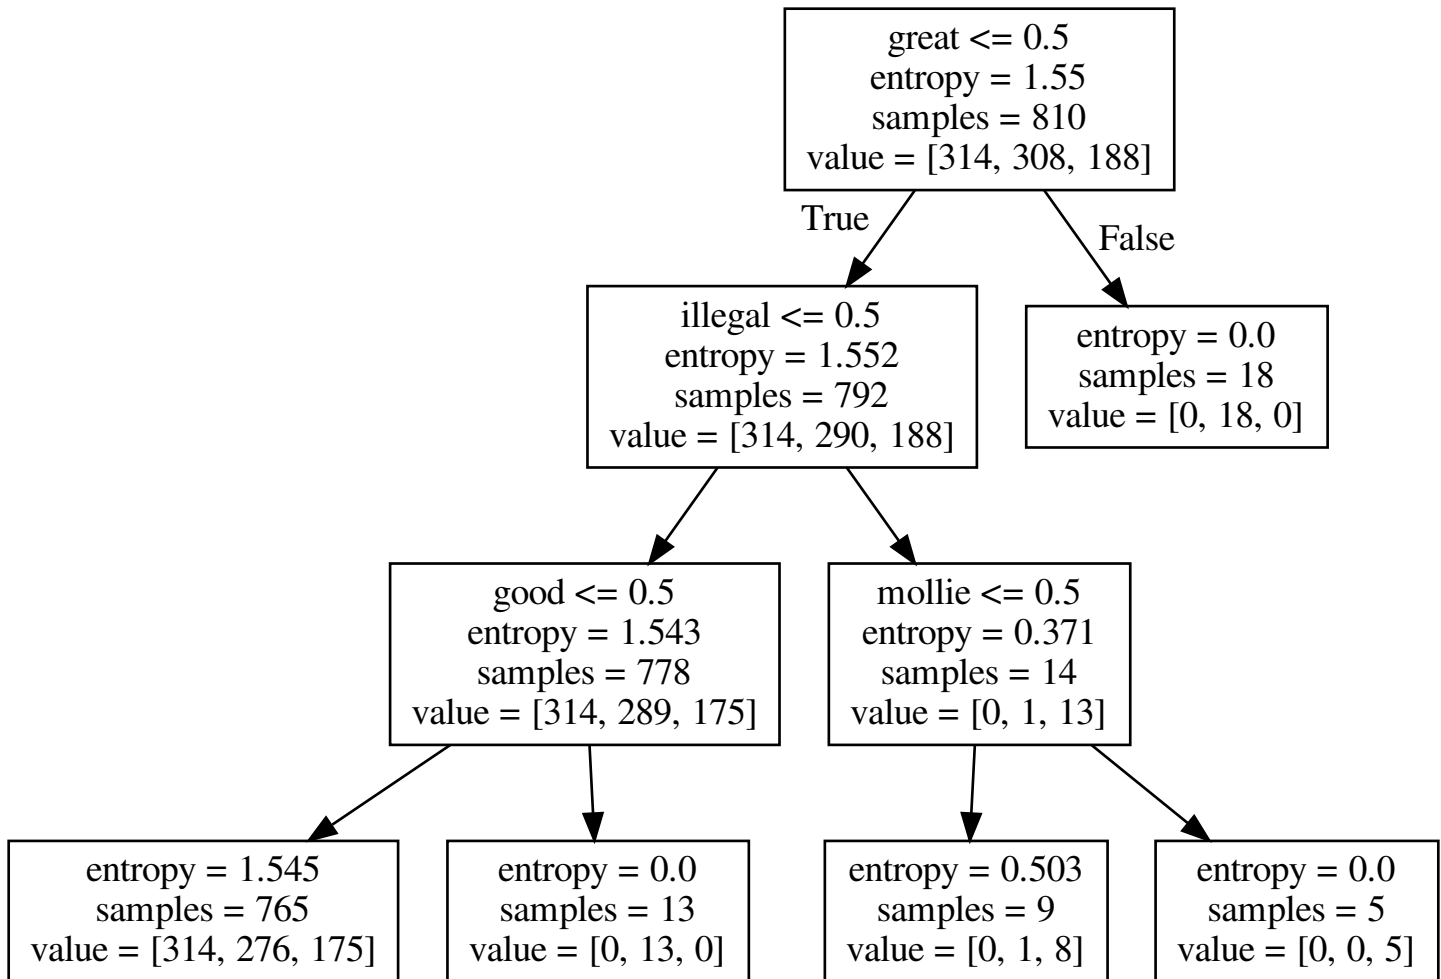 great <= 0.5
entropy = 1.55
samples = 810
value = [314, 308, 188]
True
False
illegal <= 0.5
entropy = 1.552
samples = 792
value = [314, 290, 188]
entropy = 0.0
samples = 18
value = [0, 18, 0]
good <= 0.5
entropy = 1.543
samples = 778
value = [314, 289, 175]
mollie <= 0.5
entropy = 0.371
samples = 14
value = [0, 1, 13]
entropy = 1.545
samples = 765
value = [314, 276, 175]
entropy = 0.0
samples = 13
value = [0, 13, 0]
entropy = 0.503
samples = 9
value = [0, 1, 8]
entropy = 0.0
samples = 5
value = [0, 0, 5]